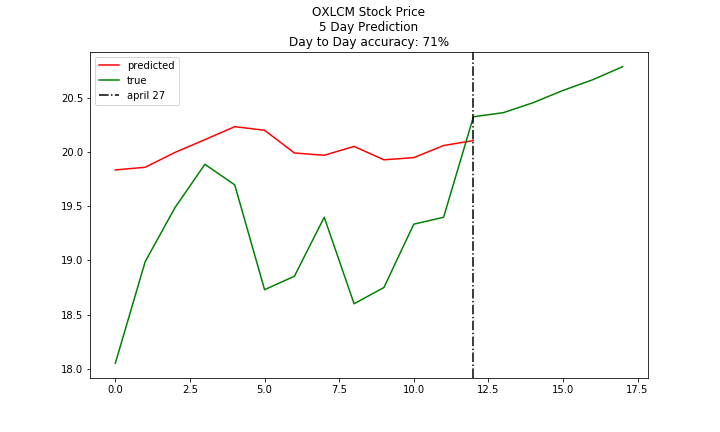 OXLCM Stock Price
5 Day Prediction
Day to Day accuracy: 71%
predicted
true
april 27
20.5
20.0
19.5
19.0
18.5
18.0
0.0 2.5 5.0 7.5 10.0 12.5 15.0 17.5